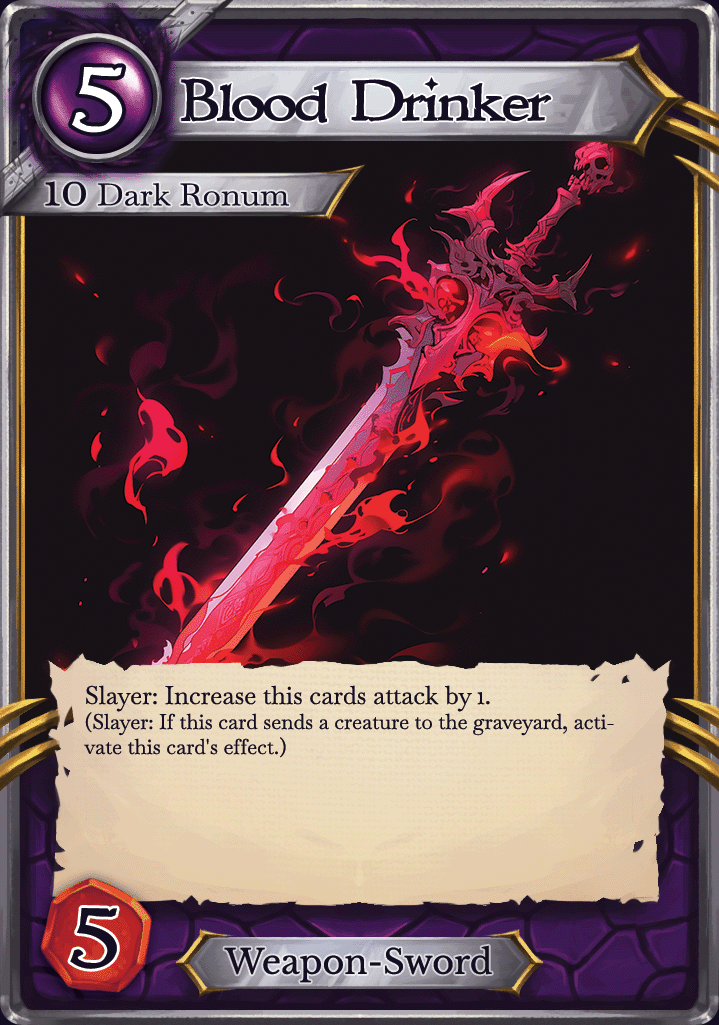 5
Blood Drinker
10 Dark Ronum
Slayer: Increase this cards attack by 1.
(Slayer: If this card sends a creature to the graveyard, acti-
vate this card's effect.)
5
Weapon-Sword